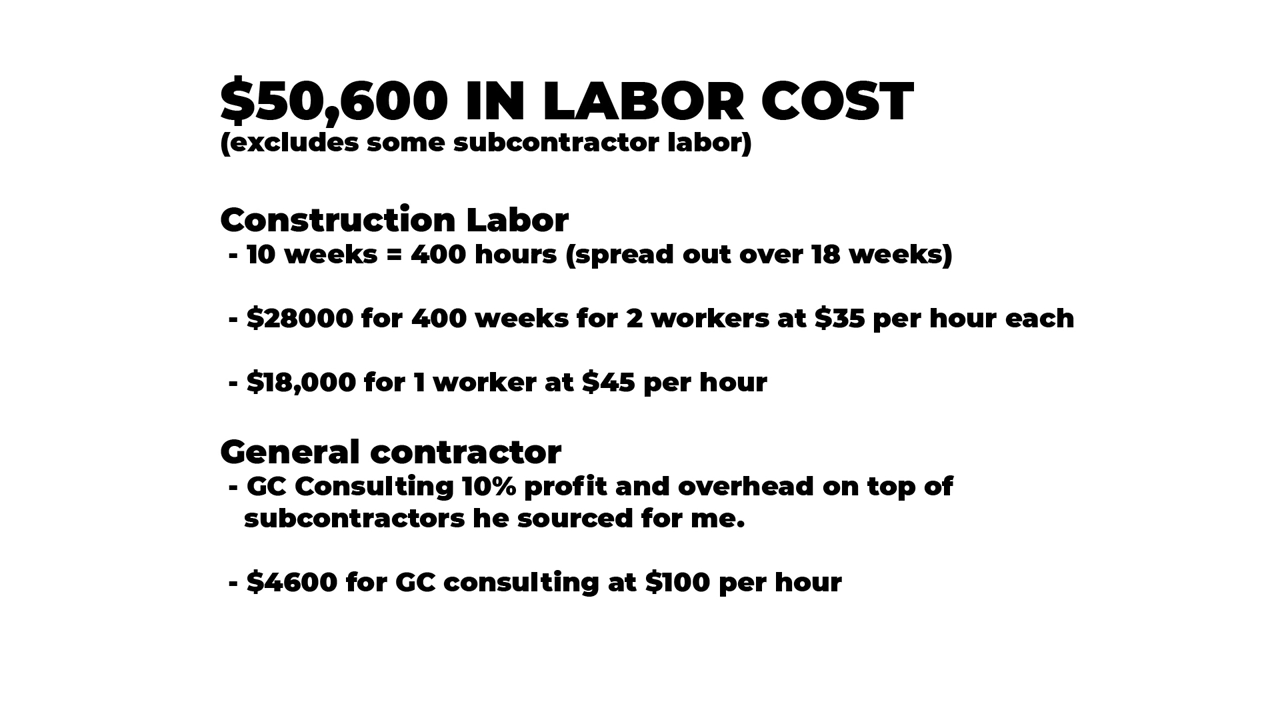 $50,600 IN LABOR COST
(excludes some subcontractor labor)
Construction Labor
- 10 weeks = 400 hours (spread out over 18 weeks)
- $28000 for 400 weeks for 2 workers at $35 per hour each
- $18,000 for 1 worker at $45 per hour
General contractor
- GC Consulting 10% profit and overhead on top of
subcontractors he sourced for me.
- $4600 for GC consulting at $100 per hour